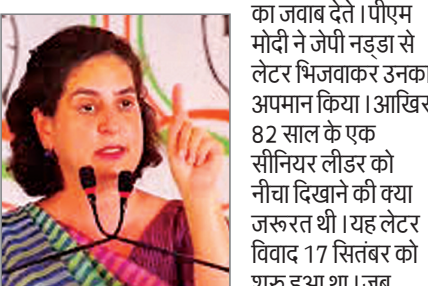 का जवाब देते । पीएम
मोदी ने जेपी नड्डा से
लेटर भिजवाकर उनका
अपमान किया । आखिर
82 साल के एक
सीनियर लीडर को
नीचा दिखाने की क्या
जरूरत थी । यह लेटर
विवाद 17 सितंबर को
शुरू हुआ था । जब